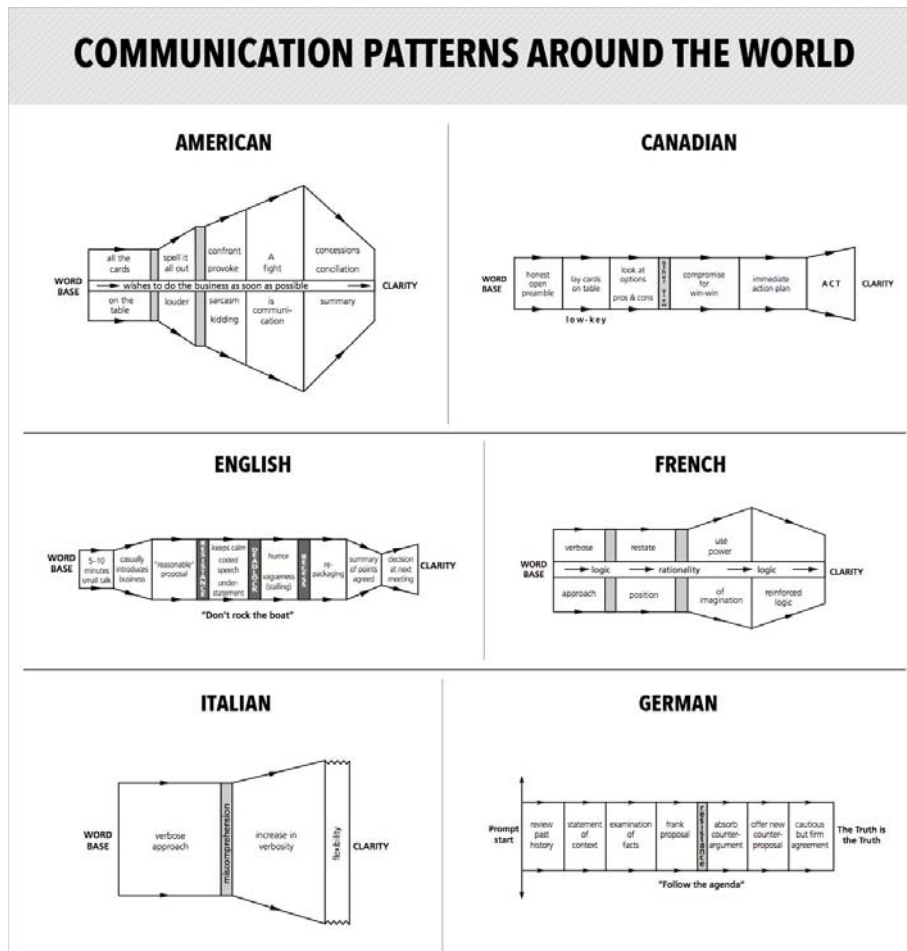 COMMUNICATION PATTERNS AROUND THE WORLD
AMERICAN
WORD
BASE
all the
cards
spell it
all out
confront
provoke
A
fight
concessions
conciliation
wishes to do the business as soon as possible
on the
table
louder
sarcasm
kidding
is
communi-
cation
summary
CLARITY
CANADIAN
WORD
BASE
honest
open
preamble
lay cards
on table
look at
options
pros & cons
compromise
for
win-win
immediate
action plan
ACT
CLARITY
low-key
ENGLISH
WORD
BASE
5–10
minutes
small talk
casually
introduces
business
"reasonable"
proposal
RESISTANCE
keeps calm
coded
speech
under-
statement
DEADLOCK
humor
vagueness
(stalling)
re-
packaging
summary
of points
agreed
decision
at next
meeting
CLARITY
"Don't rock the boat"
FRENCH
WORD
BASE
verbose
restate
use
power
logic
rationality
logic
approach
position
of
imagination
reinforced
logic
CLARITY
ITALIAN
WORD
BASE
verbose
approach
miscomprehension
increase in
verbosity
flexibility
CLARITY
GERMAN
Prompt
start
review
past
history
statement
of
context
examination
of
facts
frank
proposal
resistance
absorb
counter-
argument
offer new
counter-
proposal
cautious
but firm
agreement
The Truth is
the Truth
"Follow the agenda"